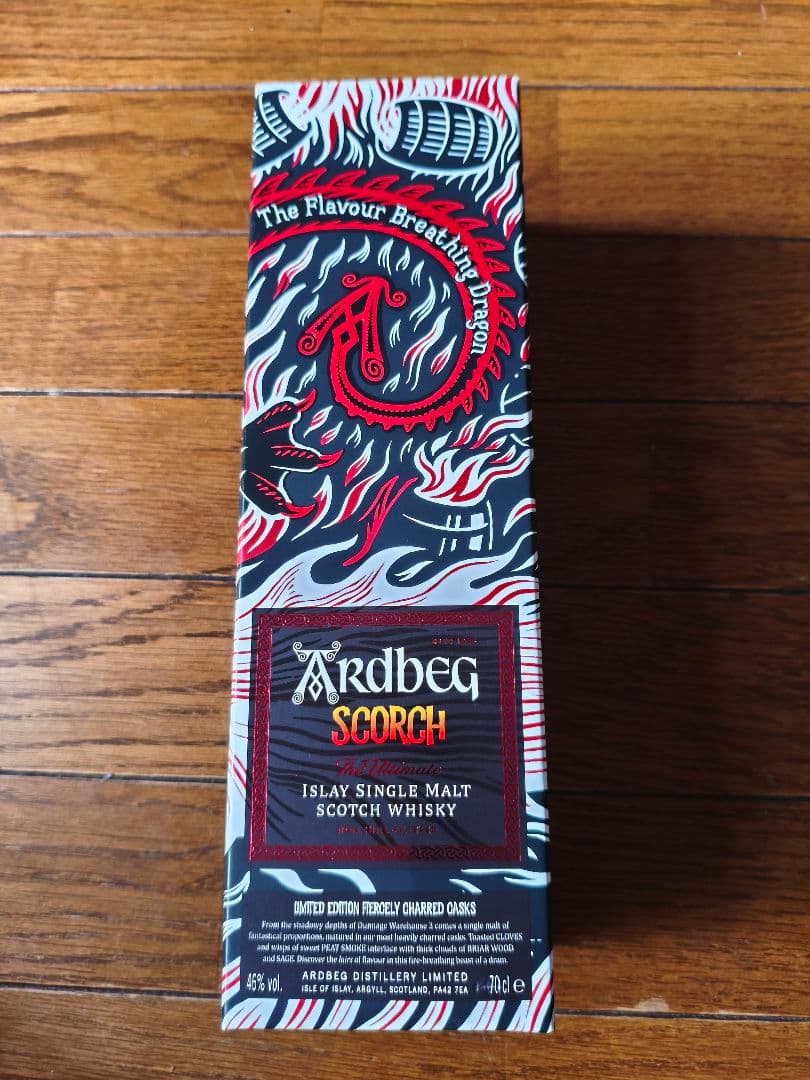 The Flavour Breathing Dragon
ARDBEG
SCORCH
The Ultimate
ISLAY SINGLE MALT
SCOTCH WHISKY
LIMITED EDITION FIERCELY CHARRED CASKS
From the shadowy depths of Dunnage Warehouse 3 comes a single malt of
fantastical proportions, matured in our most heavily charred casks. Toasted CLOVES
and wisps of sweet PEAT SMOKE interlace with thick clouds of BRIAR WOOD
and SAGE. Discover the lairs of flavour in this fire-breathing beast of a dram.
46% vol.
ARDBEG DISTILLERY LIMITED
ISLE OF ISLAY, ARGYLL, SCOTLAND, PA42 7EA
70 cl e